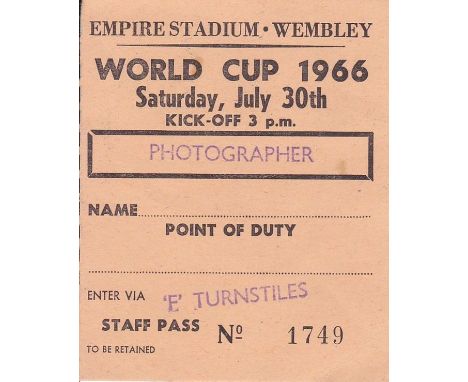 EMPIRE STADIUM • WEMBLEY
WORLD CUP 1966
Saturday, July 30th
KICK-OFF 3 p.m.
PHOTOGRAPHER
NAME
POINT OF DUTY
ENTER VIA 'E' TURNSTILES
STAFF PASS Nº 1749
TO BE RETAINED